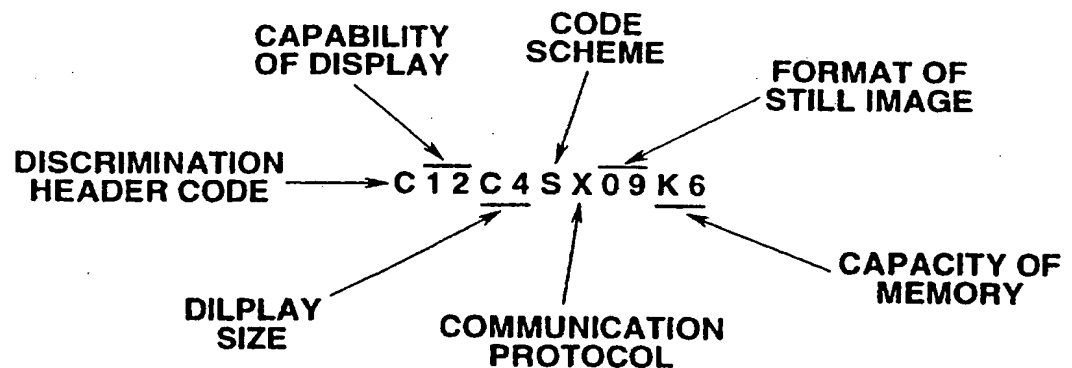 CAPABILITY
OF DISPLAY
CODE
SCHEME
FORMAT OF
STILL IMAGE
DISCRIMINATION
HEADER CODE
C 1 2 C 4 S X 0 9 K 6
DILPLAY
SIZE
COMMUNICATION
PROTOCOL
CAPACITY OF
MEMORY